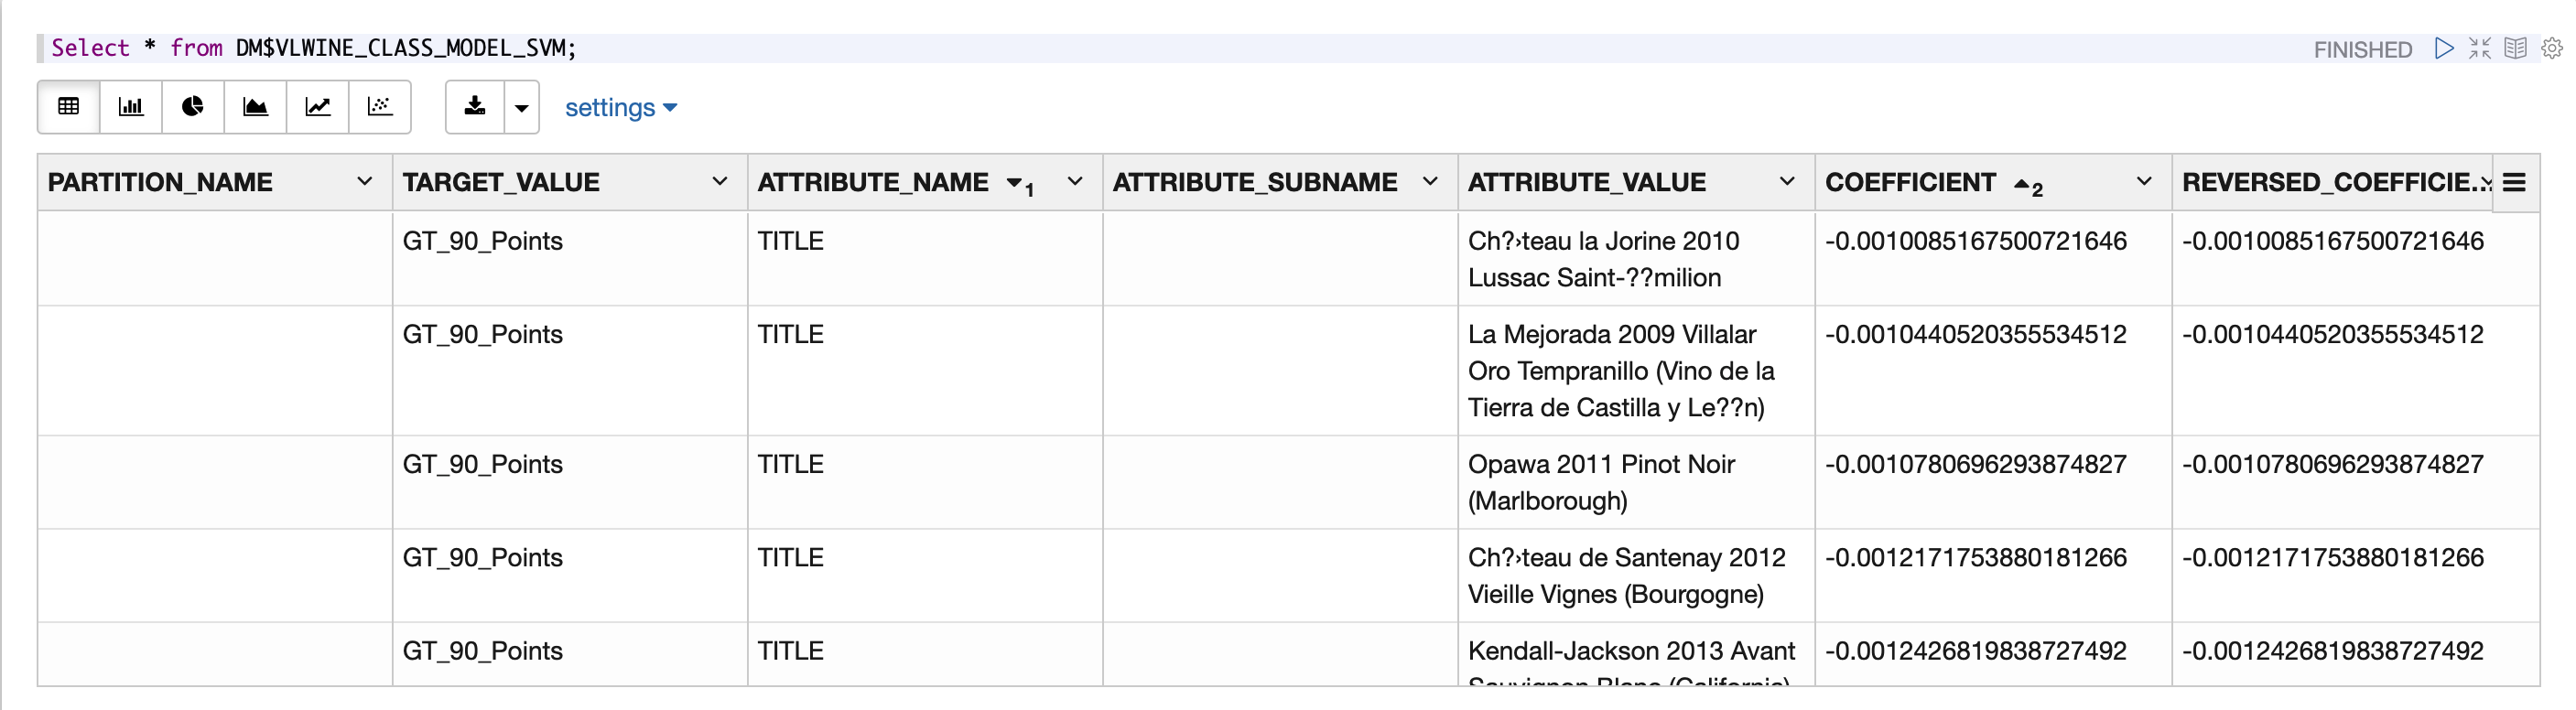 Select * from DM$VLWINE_CLASS_MODEL_SVM;
FINISHED
settings
PARTITION_NAME TARGET_VALUE ATTRIBUTE_NAME 1 ATTRIBUTE_SUBNAME ATTRIBUTE_VALUE COEFFICIENT 2 REVERSED_COEFFICIE...
GT_90_Points TITLE Ch?›teau la Jorine 2010 -0.0010085167500721646 -0.0010085167500721646
Lussac Saint-??milion
GT_90_Points TITLE La Mejorada 2009 Villalar -0.0010440520355534512 -0.0010440520355534512
Oro Tempranillo (Vino de la
Tierra de Castilla y Le??n)
GT_90_Points TITLE Opawa 2011 Pinot Noir -0.0010780696293874827 -0.0010780696293874827
(Marlborough)
GT_90_Points TITLE Ch?›teau de Santenay 2012 -0.0012171753880181266 -0.0012171753880181266
Vieille Vignes (Bourgogne)
GT_90_Points TITLE Kendall-Jackson 2013 Avant -0.0012426819838727492 -0.0012426819838727492
Sauvignon Blanc (California)